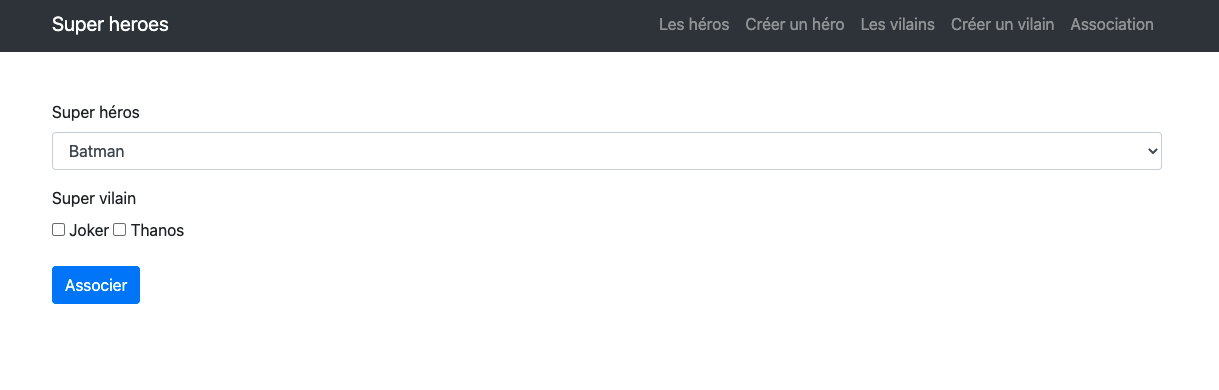 Super heroes Les héros Créer un héro Les vilains Créer un vilain Association
Super héros
Batman
Super vilain
Joker Thanos
Associer